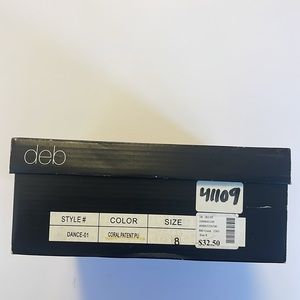 deb
41109
STYLE# COLOR SIZE
DANCE-01 CORAL PATENT PU 8
$32.50